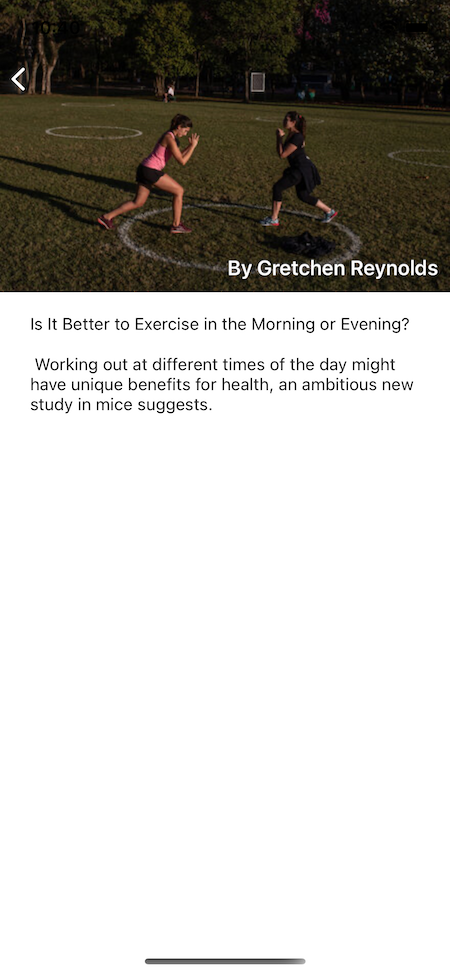 By Gretchen Reynolds
Is It Better to Exercise in the Morning or Evening?
Working out at different times of the day might
have unique benefits for health, an ambitious new
study in mice suggests.